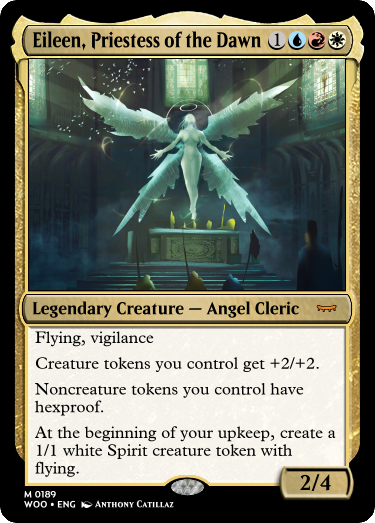 Eileen, Priestess of the Dawn 1
Legendary Creature — Angel Cleric
Flying, vigilance
Creature tokens you control get +2/+2.
Noncreature tokens you control have
hexproof.
At the beginning of your upkeep, create a
1/1 white Spirit creature token with
flying.
2/4
M 0189
WOO • ENG Anthony Catillaz